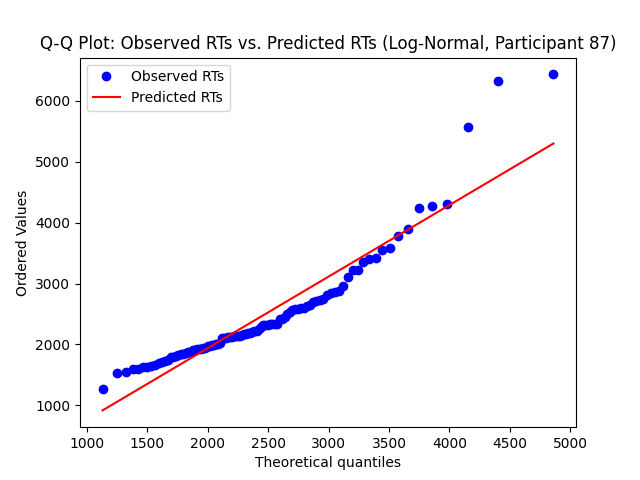 Q-Q Plot: Observed RTs vs. Predicted RTs (Log-Normal, Participant 87)
Observed RTs
Predicted RTs
Ordered Values
6000
5000
4000
3000
2000
1000
1000 1500 2000 2500 3000 3500 4000 4500 5000
Theoretical quantiles